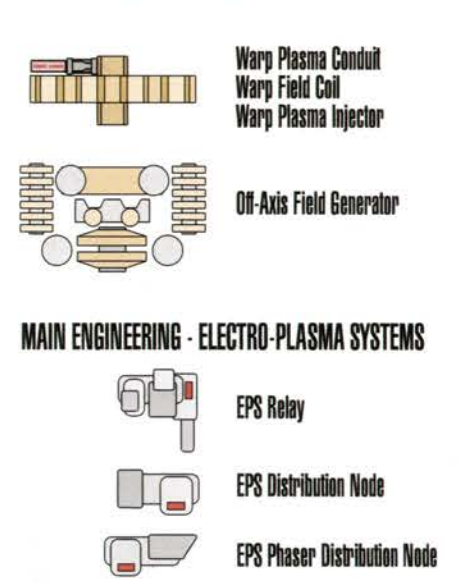 Warp Plasma Conduit
Warp Field Coil
Warp Plasma Injector
Off-Axis Field Generator
MAIN ENGINEERING - ELECTRO-PLASMA SYSTEMS
EPS Relay
EPS Distribution Node
EPS Phaser Distribution Node